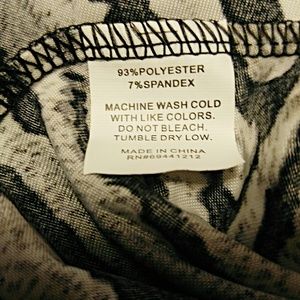 93%POLYESTER
7%SPANDEX
MACHINE WASH COLD
WITH LIKE COLORS.
DO NOT BLEACH.
TUMBLE DRY LOW.
MADE IN CHINA
RN#69441212